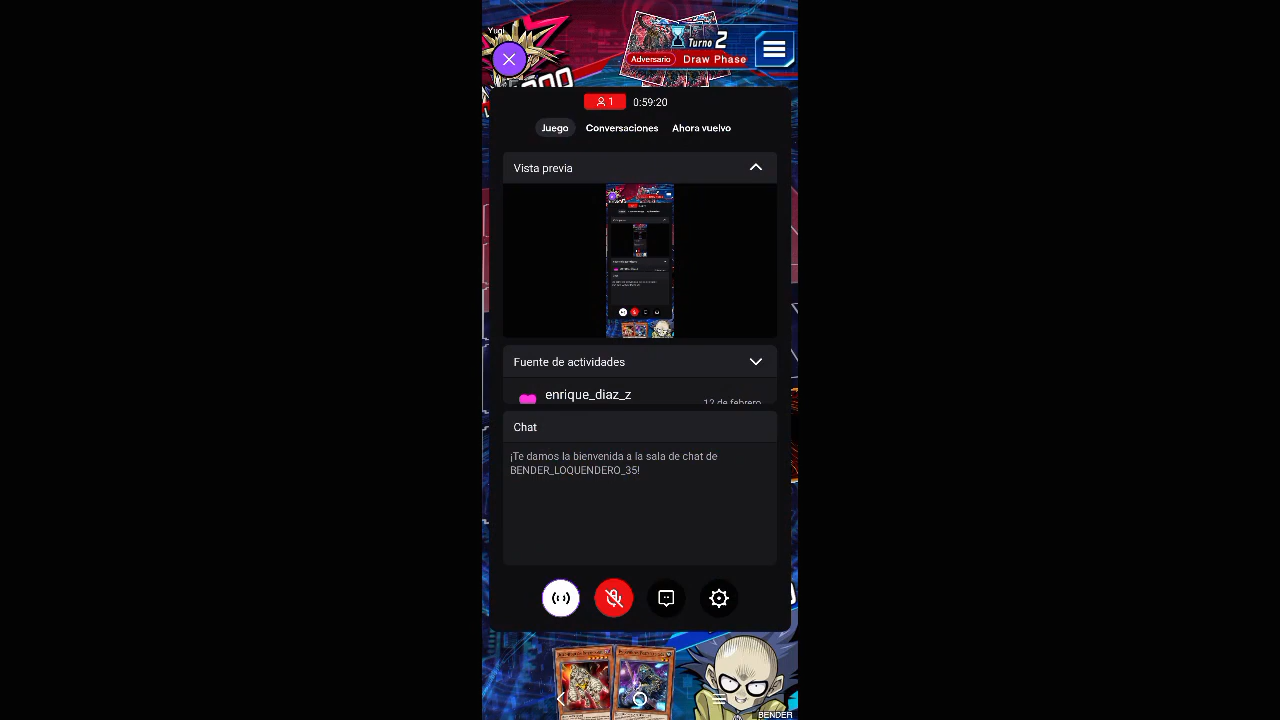 Yugi
Turno 2
Adversario Draw Phase
1 0:59:20
Juego Conversaciones Ahora vuelvo
Vista previa
Fuente de actividades
enrique_diaz_z
12 de febrero
Chat
¡Te damos la bienvenida a la sala de chat de
BENDER_LOQUENDERO_35!
BENDER